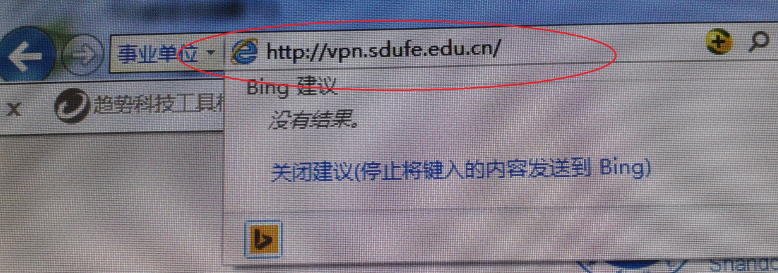 事业单位 http://vpn.sdufe.edu.cn/
Bing 建议
x 趋势科技工具
没有结果。
关闭建议(停止将键入的内容发送到 Bing)